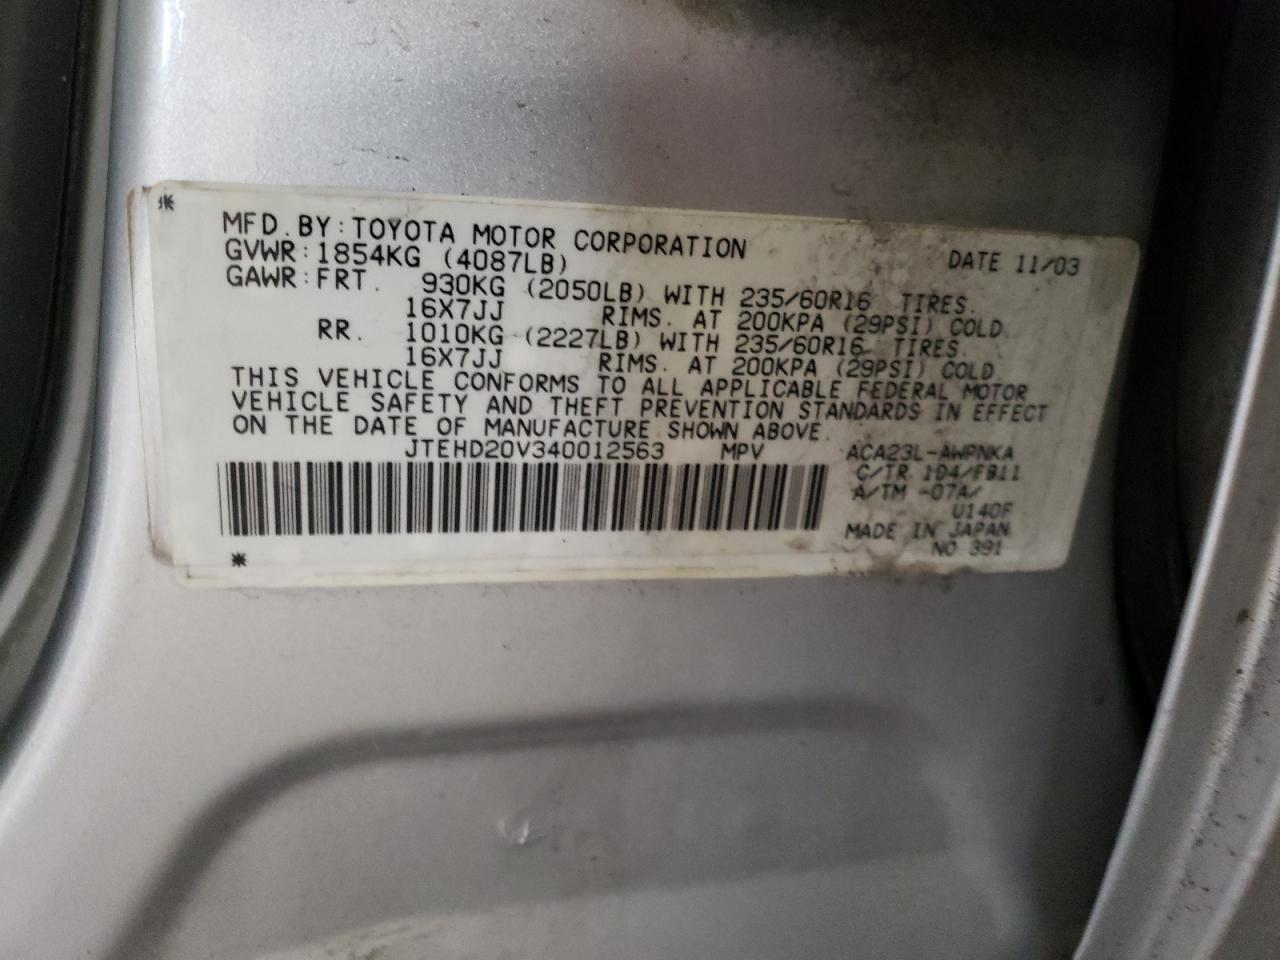 MFD. BY: TOYOTA MOTOR CORPORATION DATE 11/03
GVWR: 1854KG (4087LB)
GAWR: FRT. 930KG (2050LB) WITH 235/60R16 TIRES.
16X7JJ RIMS. AT 200KPA (29PSI) COLD.
RR. 1010KG (2227LB) WITH 235/60R16 TIRES.
16X7JJ RIMS. AT 200KPA (29PSI) COLD.
THIS VEHICLE CONFORMS TO ALL APPLICABLE FEDERAL MOTOR
VEHICLE SAFETY AND THEFT PREVENTION STANDARDS IN EFFECT
ON THE DATE OF MANUFACTURE SHOWN ABOVE.
JTEHD20V340012563 MPV ACA23L-AWPNKA
C/TR 1D4/FB11
A/TM -07A/
U140F
MADE IN JAPAN
NO 391